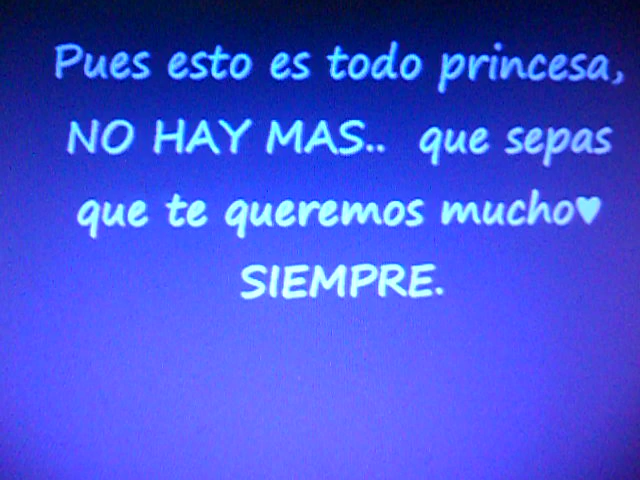 Pues esto es todo princesa,
NO HAY MAS.. que sepas
que te queremos mucho♥
SIEMPRE.